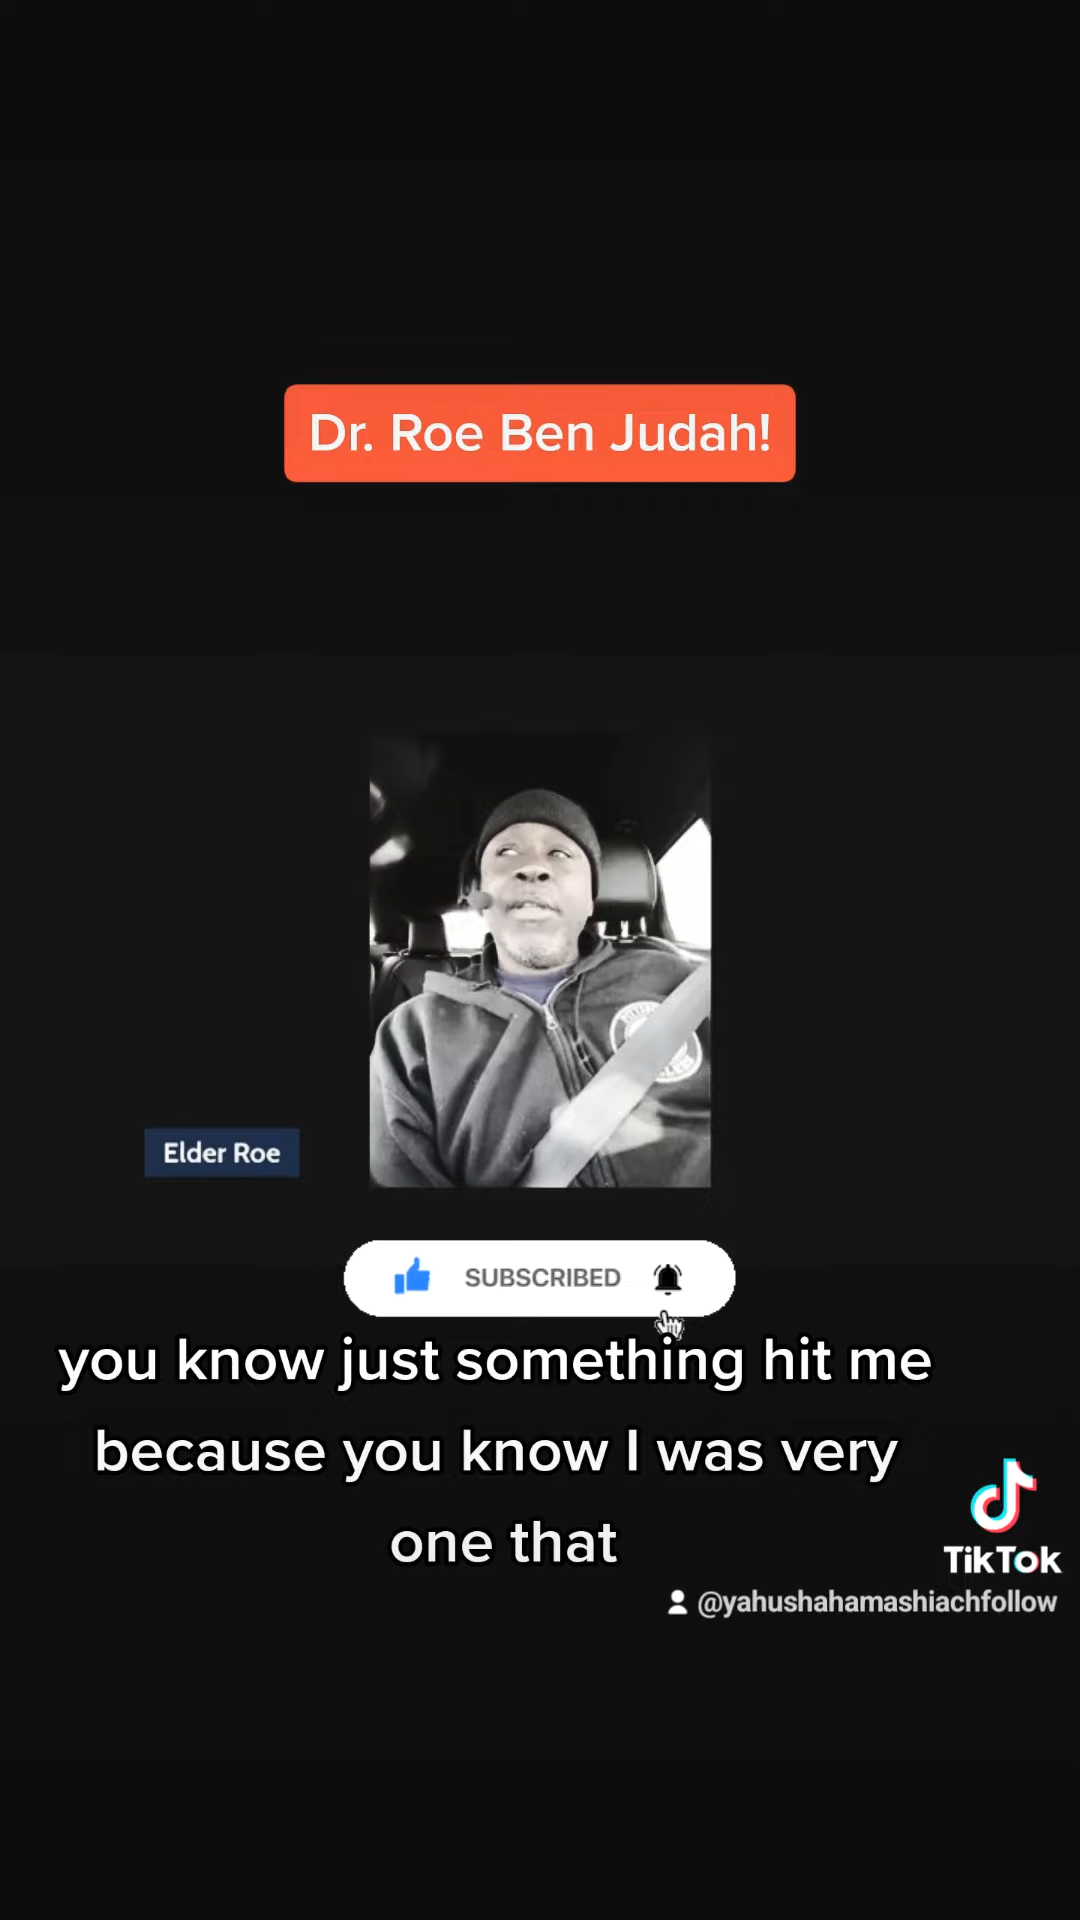 Dr. Roe Ben Judah!
Elder Roe
SUBSCRIBED
you know just something hit me
because you know I was very
one that
TikTok
@yahushahamashiachfollow